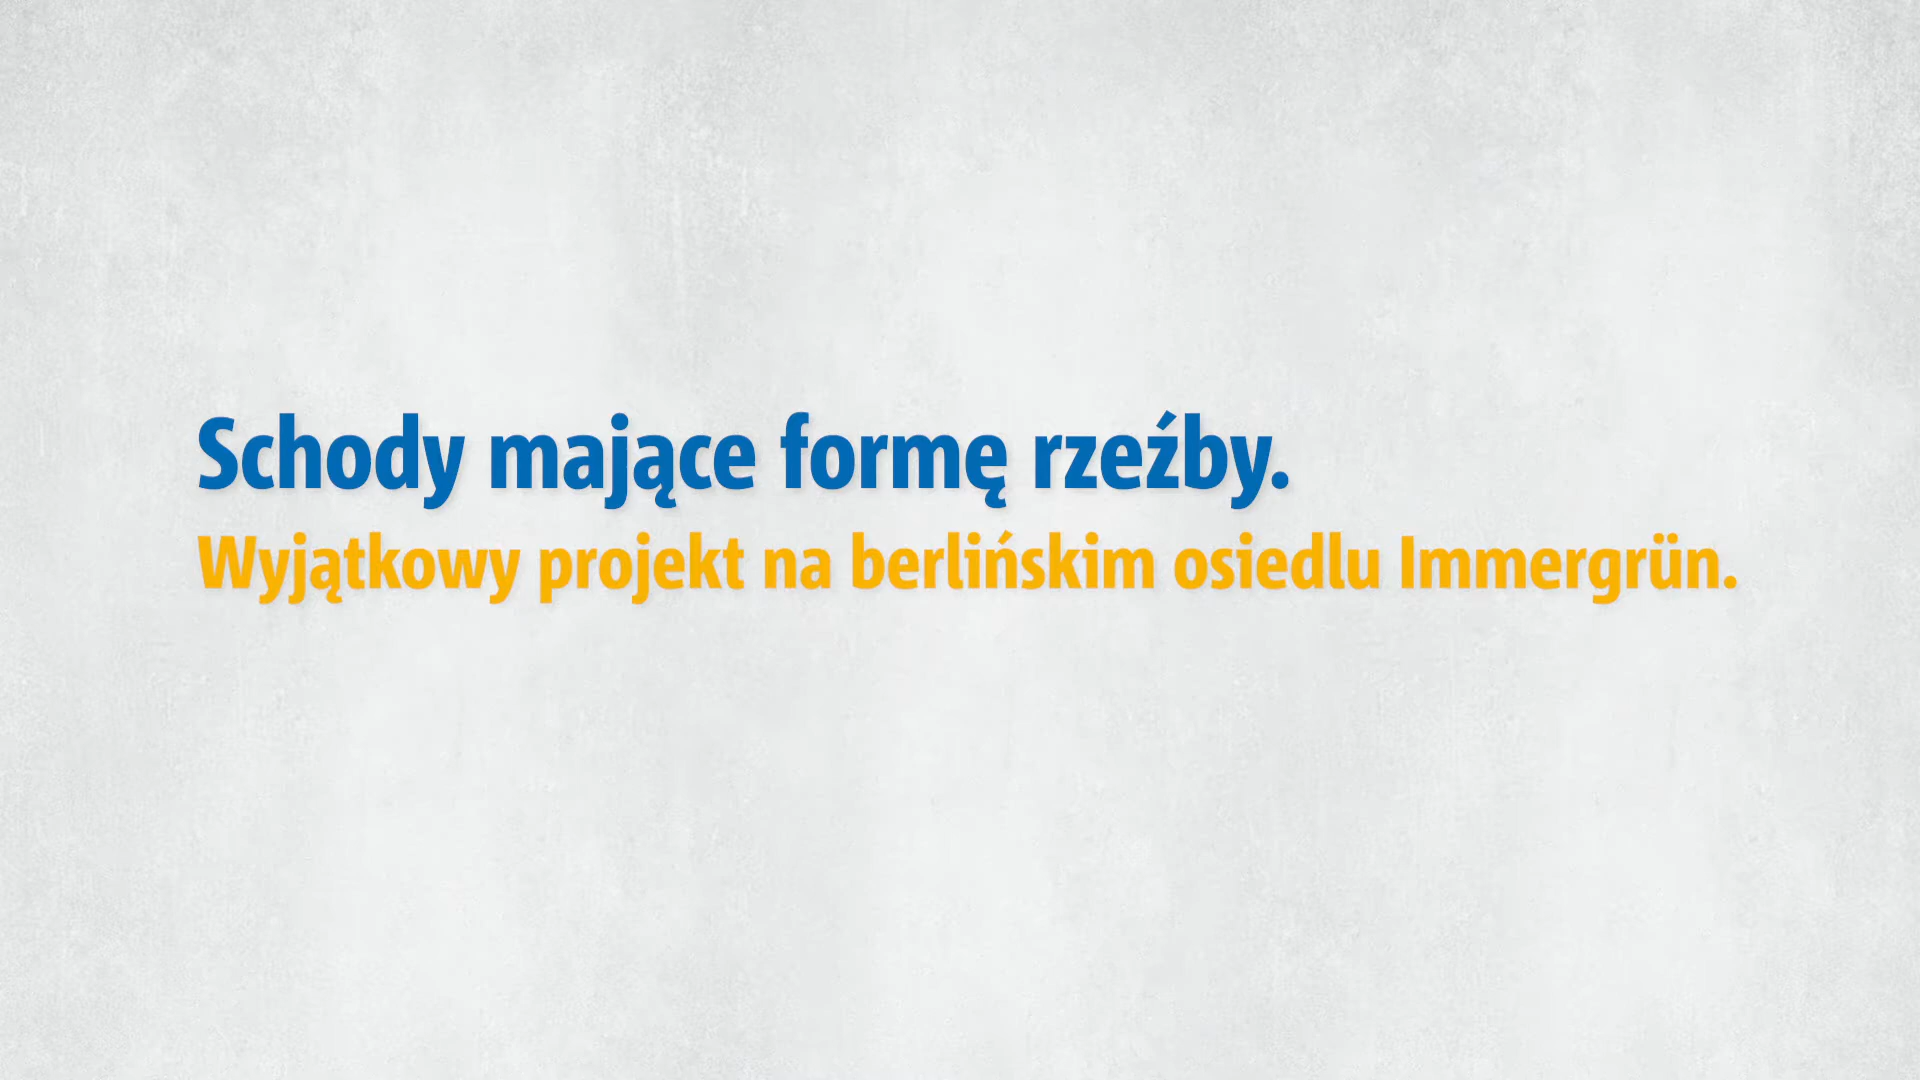 Schody mające formę rzeźby.
Wyjątkowy projekt na berlińskim osiedlu Immergrün.